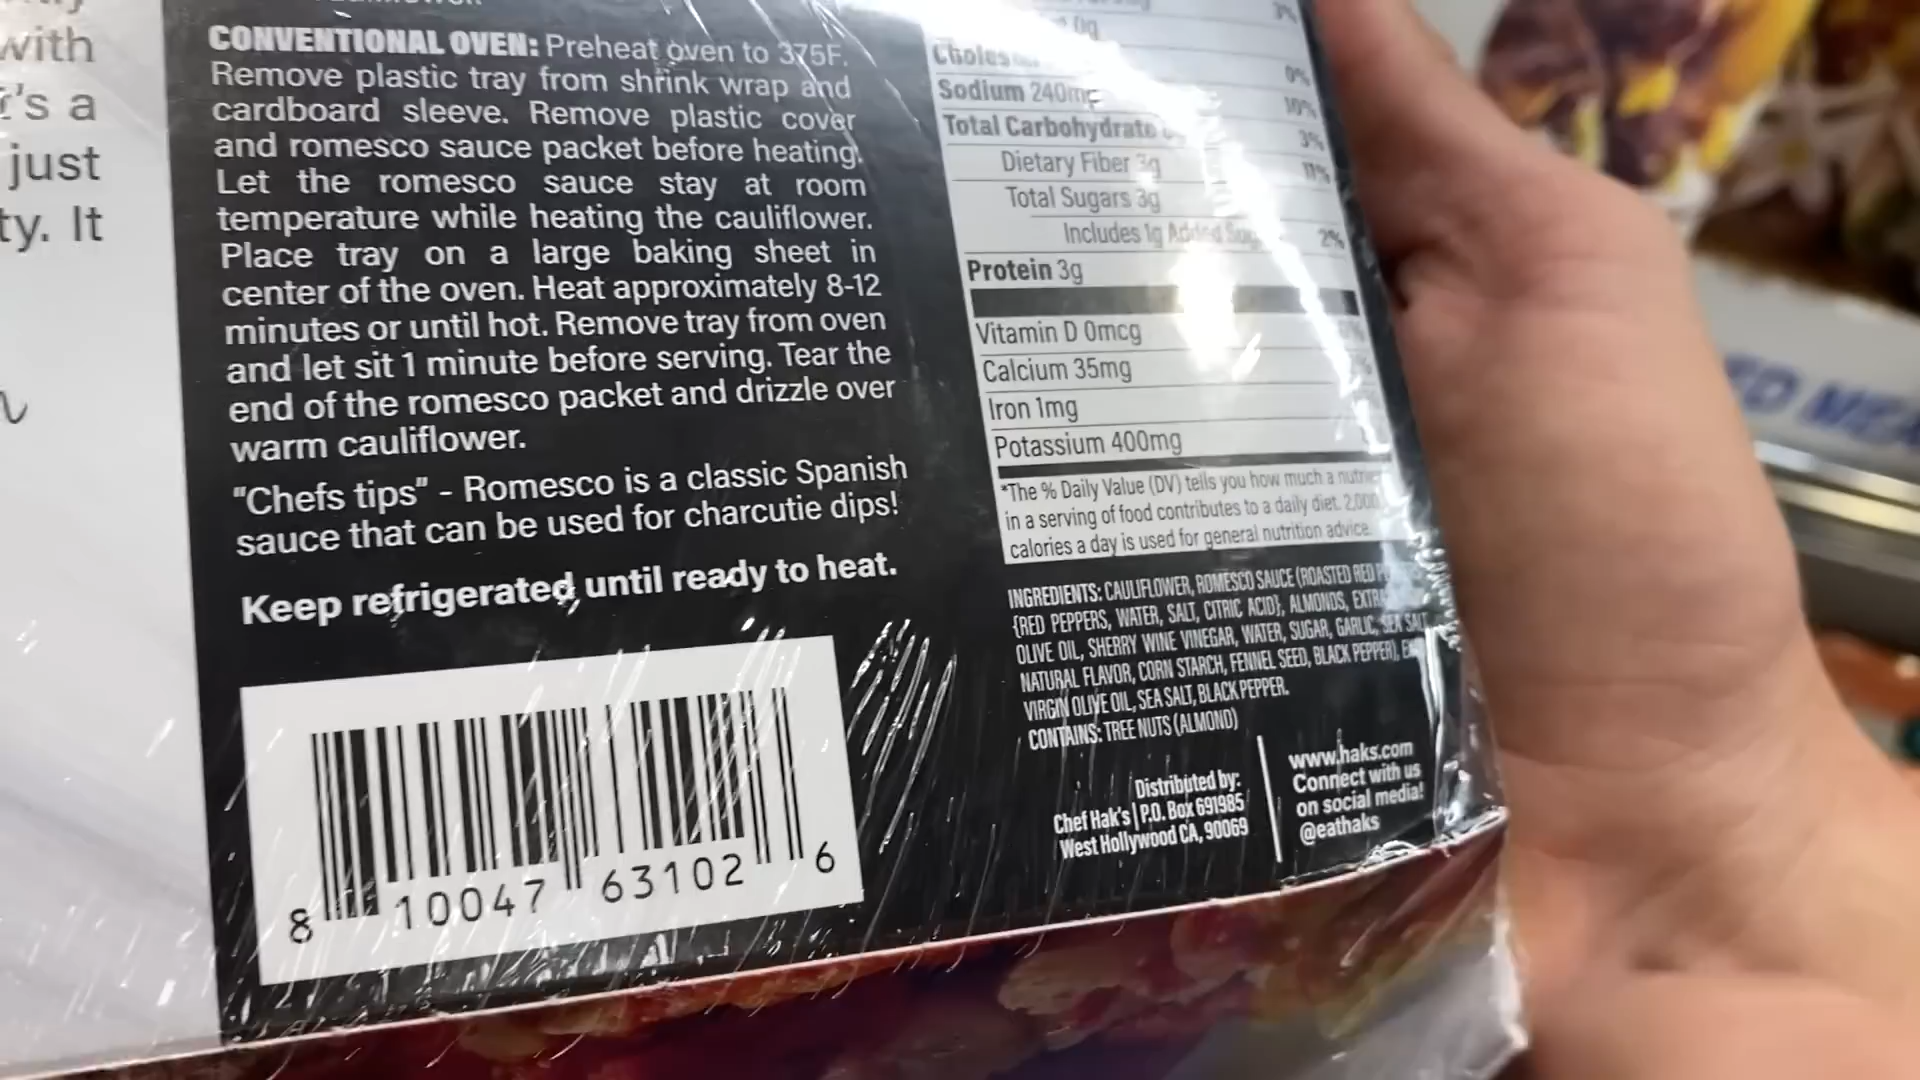 with
r's a
just
ty. It
CONVENTIONAL OVEN: Preheat oven to 375F.
Remove plastic tray from shrink wrap and
cardboard sleeve. Remove plastic cover
and romesco sauce packet before heating.
Let the romesco sauce stay at room
temperature while heating the cauliflower.
Place tray on a large baking sheet in
center of the oven. Heat approximately 8-12
minutes or until hot. Remove tray from oven
and let sit 1 minute before serving. Tear the
end of the romesco packet and drizzle over
warm cauliflower.
"Chefs tips" - Romesco is a classic Spanish
sauce that can be used for charcutie dips!
Keep refrigerated until ready to heat.
8 10047 63102 6
3%
0g
0%
Sodium 240mg 10%
Total Carbohydrate 3%
Dietary Fiber 3g 11%
Total Sugars 3g
Includes 1g Added Sug 2%
Protein 3g
Vitamin D 0mcg 0%
Calcium 35mg
Iron 1mg
Potassium 400mg
*The % Daily Value (DV) tells you how much a nutrie
in a serving of food contributes to a daily diet. 2,000
calories a day is used for general nutrition advice.
INGREDIENTS: CAULIFLOWER, ROMESCO SAUCE (ROASTED RED P
{RED PEPPERS, WATER, SALT, CITRIC ACID}, ALMONDS, EXTRA
OLIVE OIL, SHERRY WINE VINEGAR, WATER, SUGAR, GARLIC, SEA SALT,
NATURAL FLAVOR, CORN STARCH, FENNEL SEED, BLACK PEPPER), E
VIRGIN OLIVE OIL, SEA SALT, BLACK PEPPER.
CONTAINS: TREE NUTS (ALMOND)
Distributed by:
Chef Hak's | P.O. Box 691985
West Hollywood CA, 90069
www.haks.com
Connect with us
on social media!
@eathaks